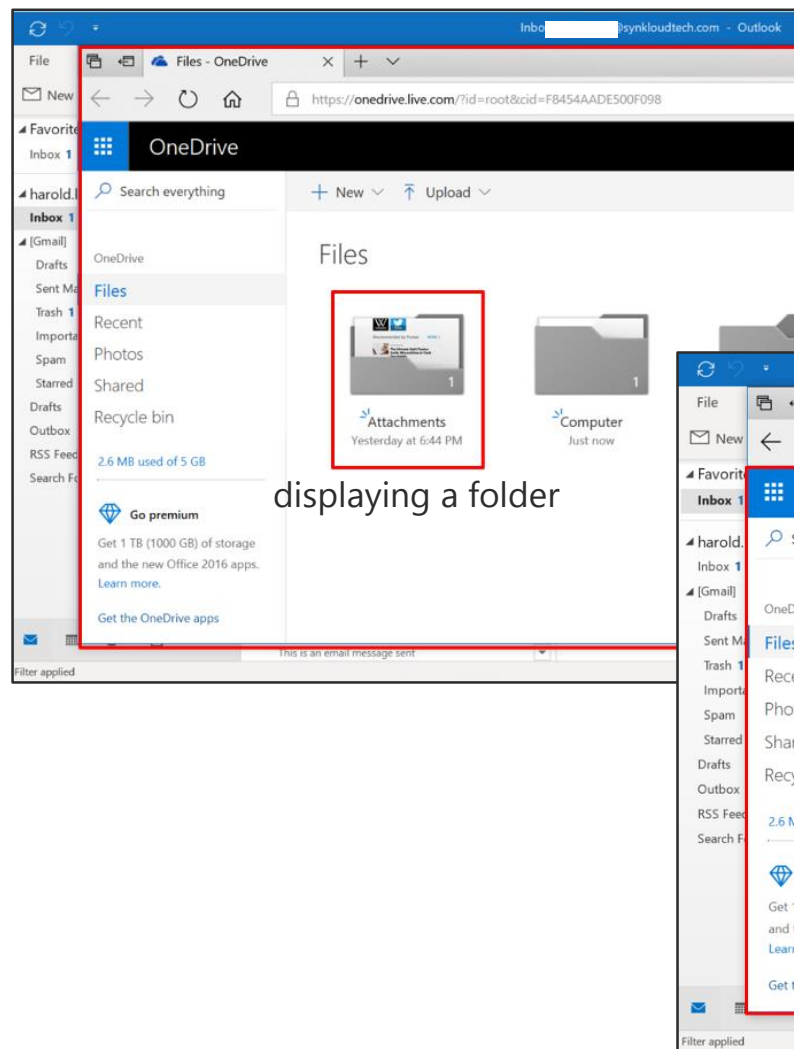 Inbo @synkloudtech.com - Outlook
File
Files - OneDrive
New
https://onedrive.live.com/?id=root&cid=F8454AADE500F098
Favorite
Inbox 1
OneDrive
harold.l
Inbox 1
[Gmail]
Drafts
Sent Ma
Trash 1
Importa
Spam
Starred
Drafts
Outbox
RSS Feed
Search Fo
Search everything
New
Upload
OneDrive
Files
Recent
Photos
Shared
Recycle bin
2.6 MB used of 5 GB
Go premium
Get 1 TB (1000 GB) of storage
and the new Office 2016 apps.
Learn more.
Get the OneDrive apps
Files
W
1
Attachments
Yesterday at 6:44 PM
1
Computer
Just now
displaying a folder
This is an email message sent
Filter applied
File
New
Favorite
Inbox 1
harold.
Inbox 1
[Gmail]
Drafts
Sent Ma
Trash 1
Importa
Spam
Starred
Drafts
Outbox
RSS Feed
Search Fo
S
OneD
Files
Rece
Phot
Shar
Recy
2.6 M
Get 1
and t
Learn
Get t
Filter applied